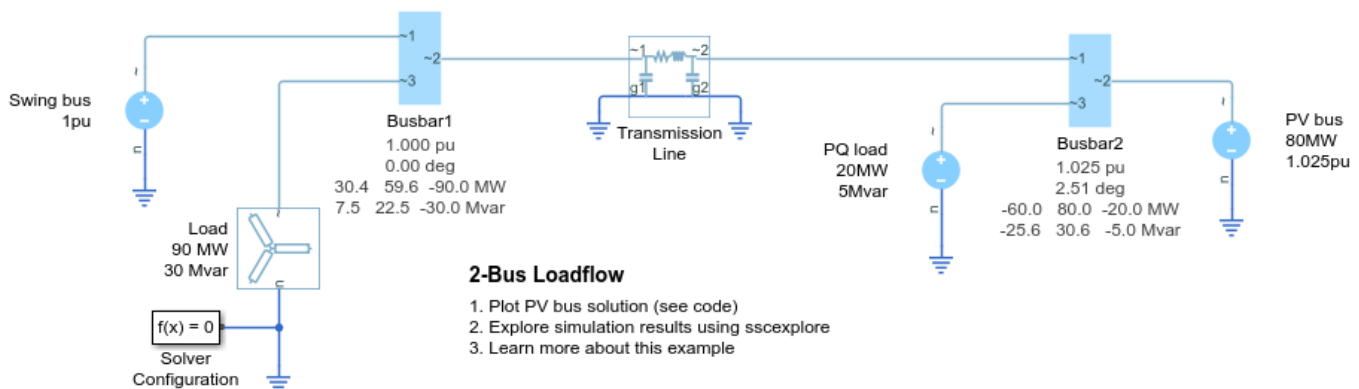 Swing bus
1pu
~
n
~1
~2
~3
Busbar1
1.000 pu
0.00 deg
30.4 59.6 -90.0 MW
7.5 22.5 -30.0 Mvar
Load
90 MW
30 Mvar
~
n
f(x) = 0
Solver
Configuration
~1
~2
g1
g2
Transmission
Line
2-Bus Loadflow
1. Plot PV bus solution (see code)
2. Explore simulation results using sscexplore
3. Learn more about this example
PQ load
20MW
5Mvar
~
n
~1
~2
~3
Busbar2
1.025 pu
2.51 deg
-60.0 80.0 -20.0 MW
-25.6 30.6 -5.0 Mvar
~
n
PV bus
80MW
1.025pu